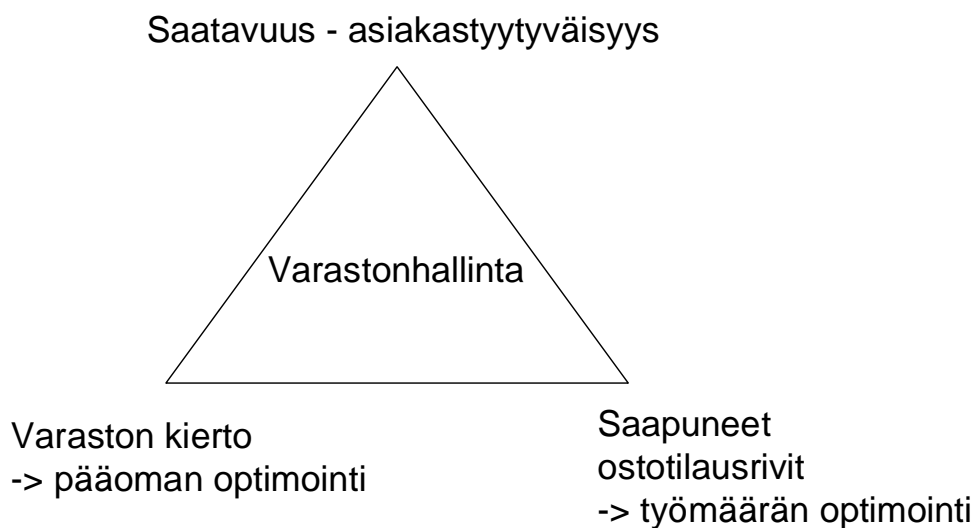 Saatavuus - asiakastyytyväisyys
Varastonhallinta
Varaston kierto
-> pääoman optimointi
Saapuneet
ostotilausrivit
-> työmäärän optimointi